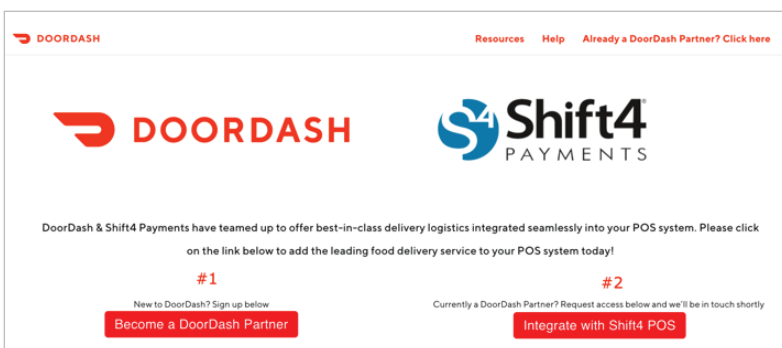 DOORDASH
Resources Help Already a DoorDash Partner? Click here
DOORDASH
S4 Shift4
PAYMENTS
DoorDash & Shift4 Payments have teamed up to offer best-in-class delivery logistics integrated seamlessly into your POS system. Please click
on the link below to add the leading food delivery service to your POS system today!
#1
New to DoorDash? Sign up below
Become a DoorDash Partner
#2
Currently a DoorDash Partner? Request access below and we'll be in touch shortly
Integrate with Shift4 POS